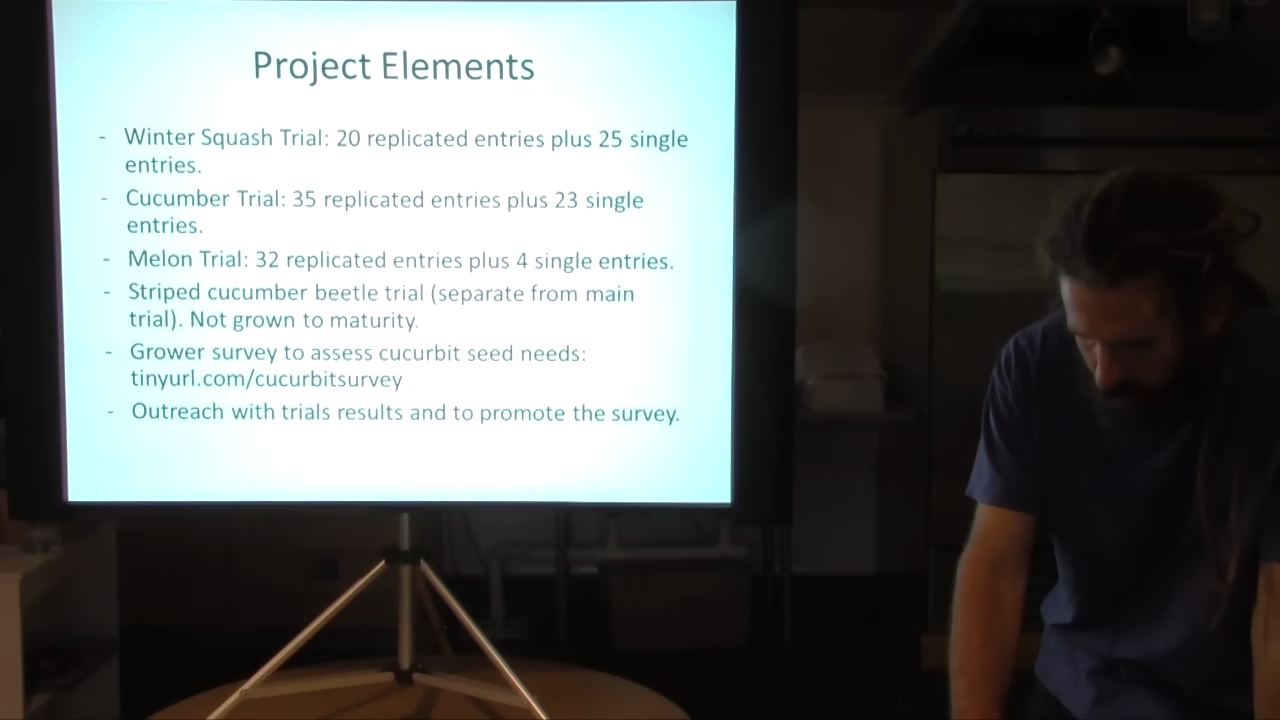 Project Elements
- Winter Squash Trial: 20 replicated entries plus 25 single
entries.
- Cucumber Trial: 35 replicated entries plus 23 single
entries.
- Melon Trial: 32 replicated entries plus 4 single entries.
- Striped cucumber beetle trial (separate from main
trial). Not grown to maturity.
- Grower survey to assess cucurbit seed needs:
tinyurl.com/cucurbitsurvey
- Outreach with trials results and to promote the survey.